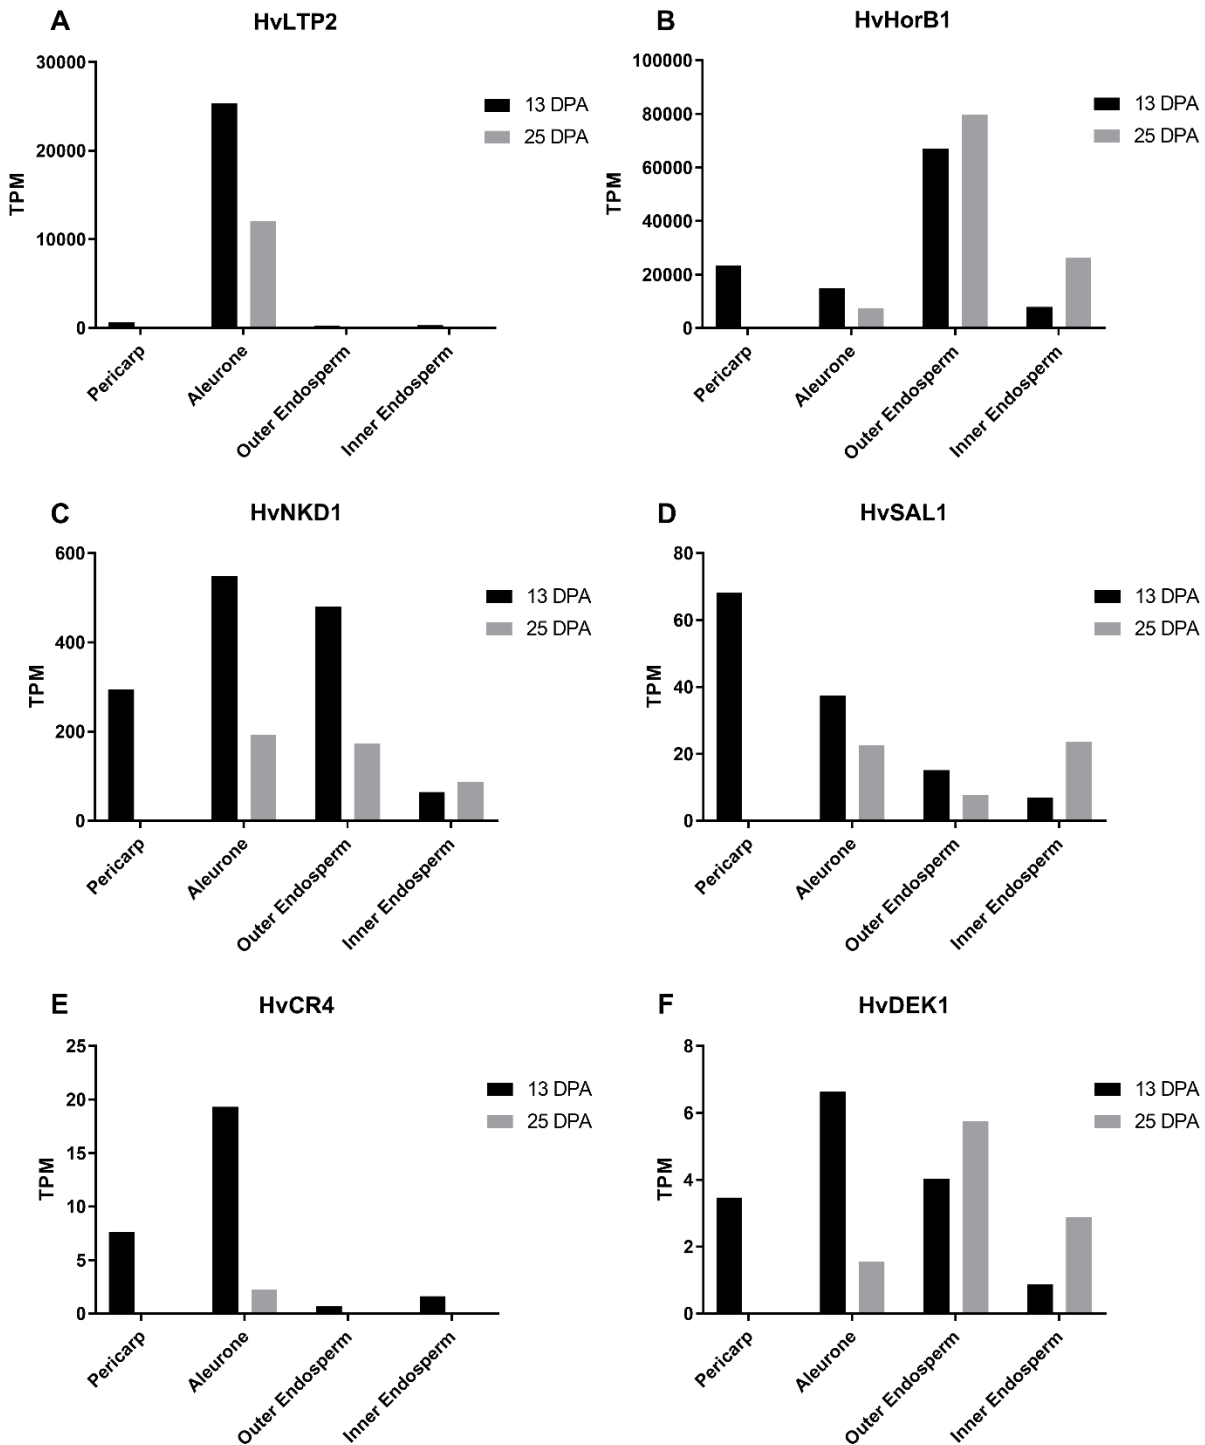 A
HvLTP2
30000
20000
10000
0
TPM
13 DPA
25 DPA
Pericarp
Aleurone
Outer Endosperm
Inner Endosperm
B
HvHorB1
100000
80000
60000
40000
20000
0
TPM
13 DPA
25 DPA
Pericarp
Aleurone
Outer Endosperm
Inner Endosperm
C
HvNKD1
600
400
200
0
TPM
13 DPA
25 DPA
Pericarp
Aleurone
Outer Endosperm
Inner Endosperm
D
HvSAL1
80
60
40
20
0
TPM
13 DPA
25 DPA
Pericarp
Aleurone
Outer Endosperm
Inner Endosperm
E
HvCR4
25
20
15
10
5
0
TPM
13 DPA
25 DPA
Pericarp
Aleurone
Outer Endosperm
Inner Endosperm
F
HvDEK1
8
6
4
2
0
TPM
13 DPA
25 DPA
Pericarp
Aleurone
Outer Endosperm
Inner Endosperm